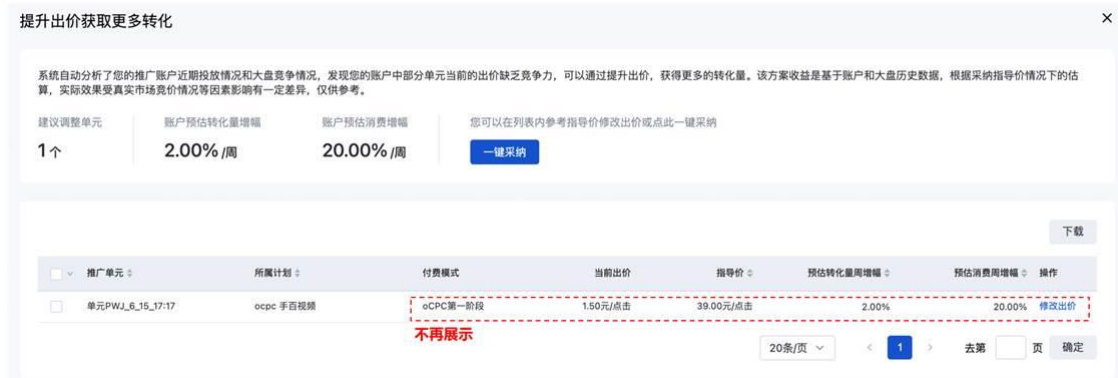 提升出价获取更多转化
×
系统自动分析了您的推广账户近期投放情况和大盘竞争情况，发现您的账户中部分单元当前的出价缺乏竞争力，可以通过提升出价，获得更多的转化量。该方案收益是基于账户和大盘历史数据，根据采纳指导价情况下的估
算，实际效果受真实市场竞价情况等因素影响有一定差异，仅供参考。
建议调整单元 账户预估转化量增幅 账户预估消费增幅 您可以在列表内参考指导价修改出价或点此一键采纳
1个 2.00%/周 20.00%/周 一键采纳
下载
推广单元 所属计划 付费模式 当前出价 指导价 预估转化量周增幅 预估消费周增幅 操作
单元PWJ_6_15_17:17 ocpc 手百视频 oCPC第一阶段 1.50元/点击 39.00元/点击 2.00% 20.00% 修改出价
不再展示
20条/页 < 1 > 去第 页 确定